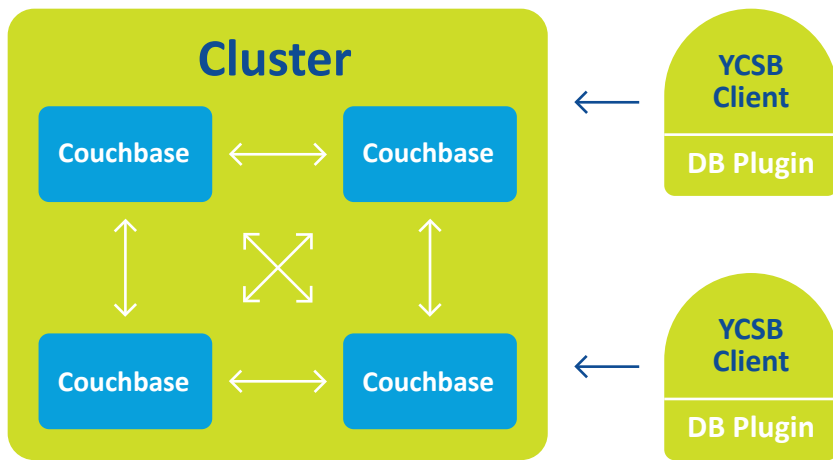 Cluster
Couchbase
Couchbase
Couchbase
Couchbase
YCSB
Client
DB Plugin
YCSB
Client
DB Plugin